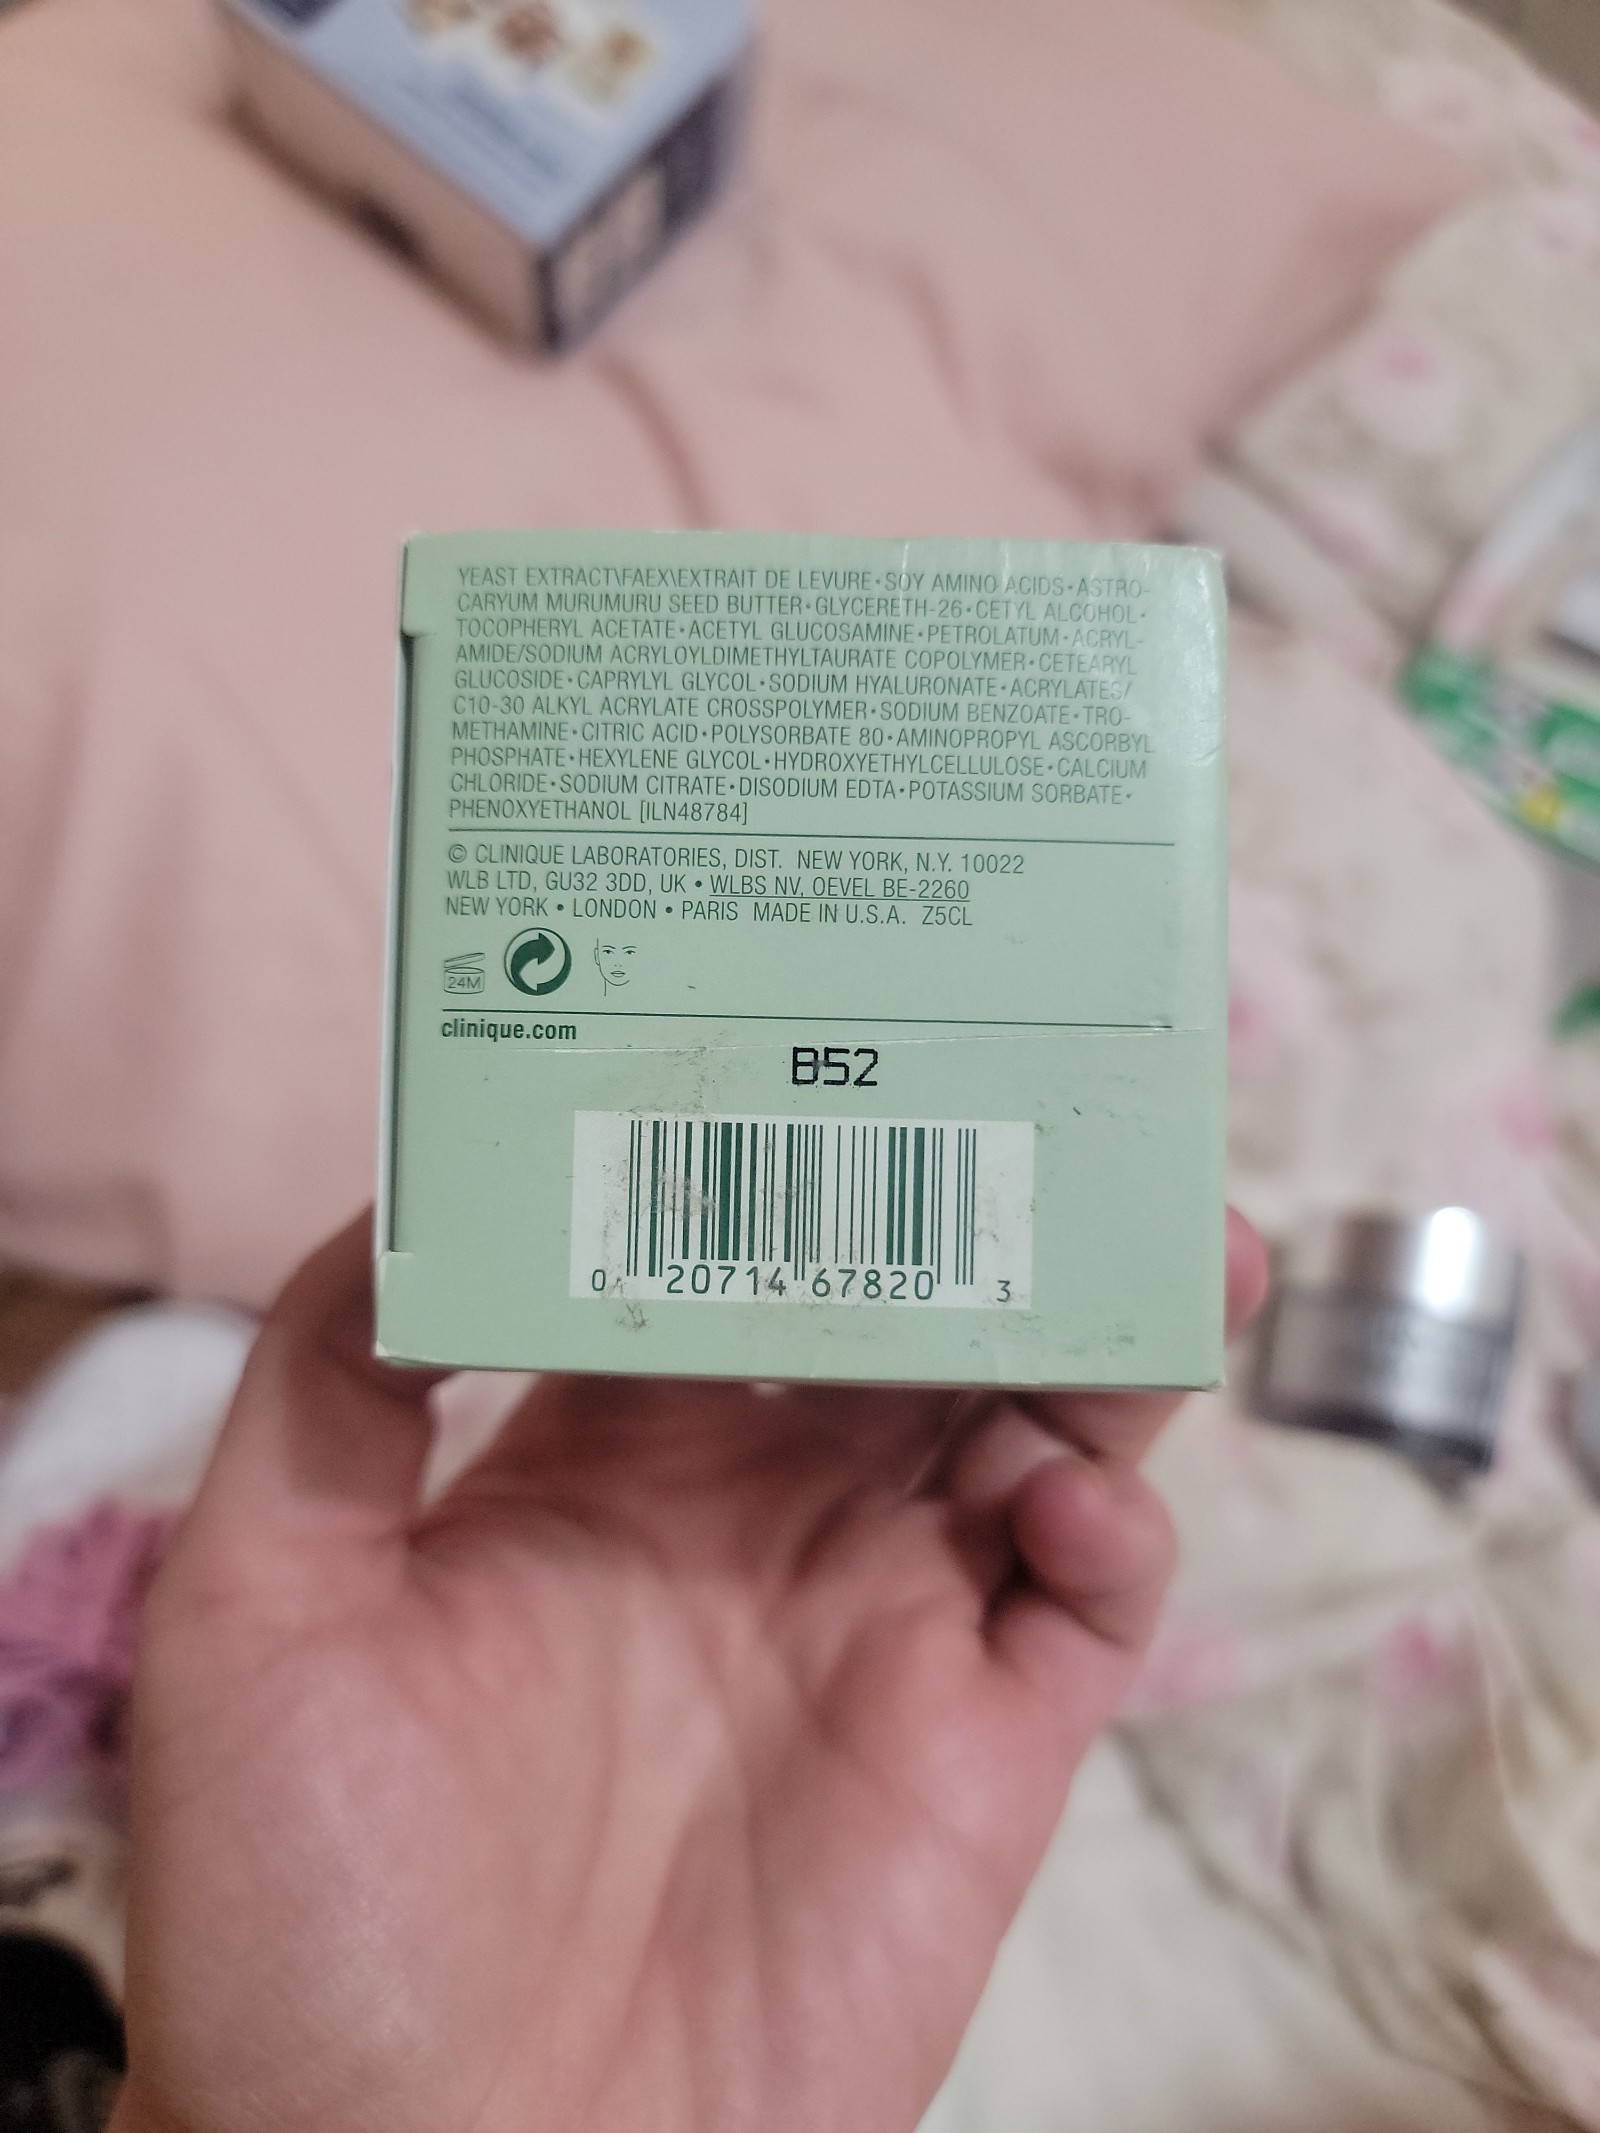 YEAST EXTRACT\FAEX\EXTRAIT DE LEVURE•SOY AMINO ACIDS•ASTRO-
CARYUM MURUMURU SEED BUTTER•GLYCERETH-26•CETYL ALCOHOL•
TOCOPHERYL ACETATE•ACETYL GLUCOSAMINE•PETROLATUM•ACRYL-
AMIDE/SODIUM ACRYLOYLDIMETHYLTAURATE COPOLYMER•CETEARYL
GLUCOSIDE•CAPRYLYL GLYCOL•SODIUM HYALURONATE•ACRYLATES/
C10-30 ALKYL ACRYLATE CROSSPOLYMER•SODIUM BENZOATE•TRO-
METHAMINE•CITRIC ACID•POLYSORBATE 80•AMINOPROPYL ASCORBYL
PHOSPHATE•HEXYLENE GLYCOL•HYDROXYETHYLCELLULOSE•CALCIUM
CHLORIDE•SODIUM CITRATE•DISODIUM EDTA•POTASSIUM SORBATE•
PHENOXYETHANOL [ILN48784]
© CLINIQUE LABORATORIES, DIST. NEW YORK, N.Y. 10022
WLB LTD, GU32 3DD, UK • WLBS NV, OEVEL BE-2260
NEW YORK • LONDON • PARIS MADE IN U.S.A. Z5CL
24M
clinique.com
B52
0 20714 67820 3